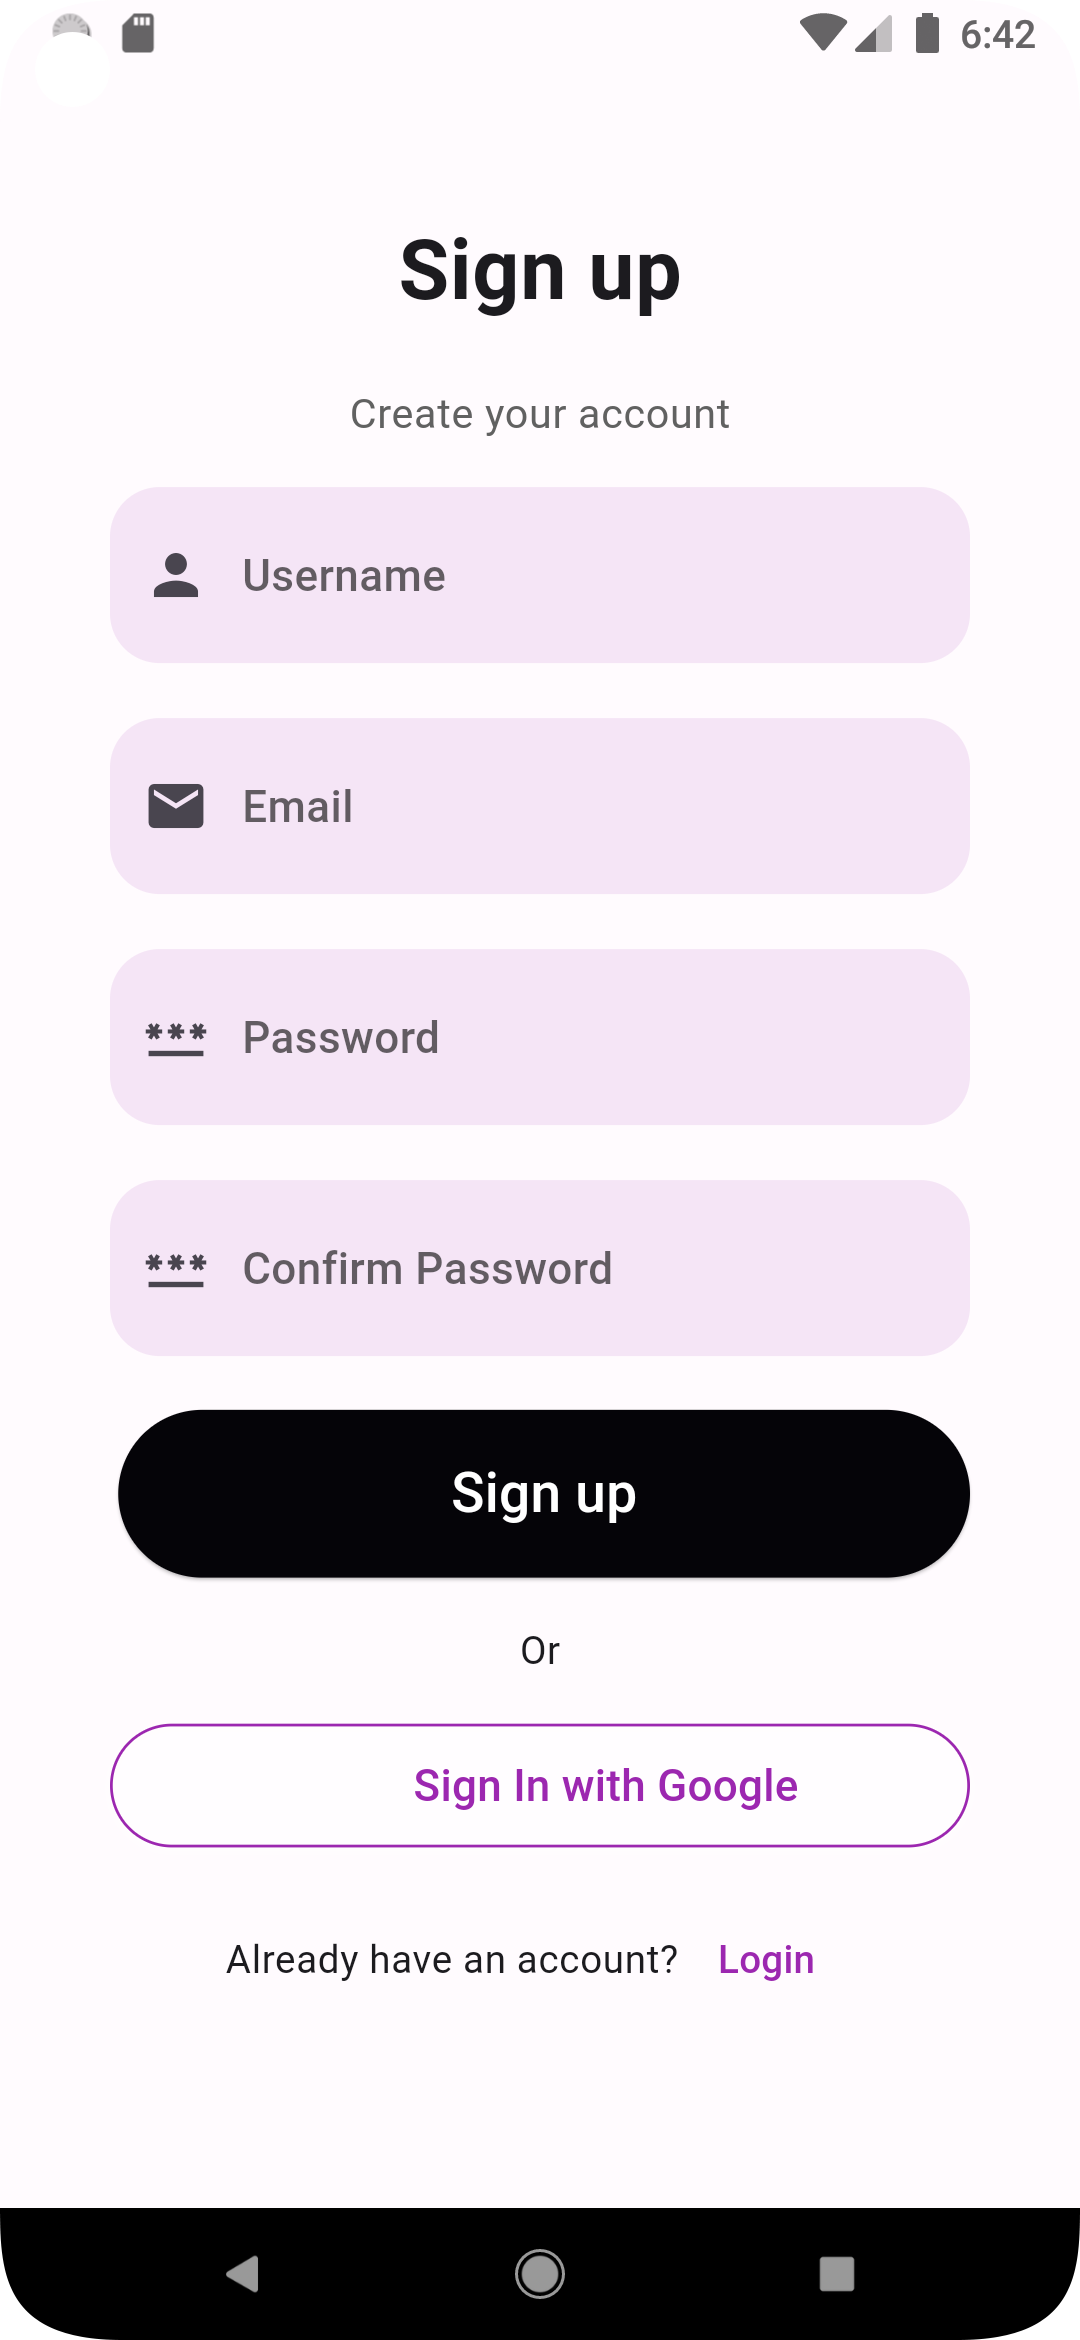 6:42
Sign up
Create your account
Username
Email
Password
Confirm Password
Sign up
Or
Sign In with Google
Already have an account? Login